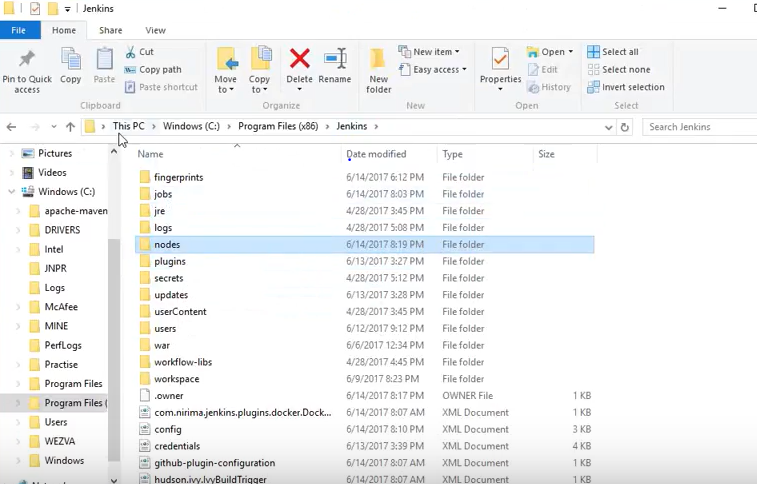 Jenkins
File Home Share View
Pin to Quick access
Copy
Paste
Cut
Copy path
Paste shortcut
Clipboard
Move to
Copy to
Delete
Rename
Organize
New folder
New item
Easy access
New
Properties
Open
Edit
History
Open
Select all
Select none
Invert selection
Select
This PC > Windows (C:) > Program Files (x86) > Jenkins >
Search Jenkins
Pictures
Videos
Windows (C:)
apache-maven
DRIVERS
Intel
JNPR
Logs
McAfee
MINE
PerfLogs
Practise
Program Files
Program Files (
Users
WEZVA
Windows
Name Date modified Type Size
fingerprints 6/14/2017 6:12 PM File folder
jobs 6/14/2017 8:03 PM File folder
jre 4/28/2017 3:45 PM File folder
logs 4/28/2017 5:08 PM File folder
nodes 6/14/2017 8:19 PM File folder
plugins 6/13/2017 3:27 PM File folder
secrets 4/28/2017 5:12 PM File folder
updates 6/13/2017 3:28 PM File folder
userContent 4/28/2017 3:45 PM File folder
users 6/12/2017 9:12 PM File folder
war 6/6/2017 12:34 PM File folder
workflow-libs 4/28/2017 4:45 PM File folder
workspace 6/9/2017 8:23 PM File folder
.owner 6/14/2017 8:17 PM OWNER File 1 KB
com.nirima.jenkins.plugins.docker.Dock... 6/14/2017 8:07 AM XML Document 1 KB
config 6/14/2017 8:10 PM XML Document 3 KB
credentials 6/13/2017 3:39 PM XML Document 4 KB
github-plugin-configuration 6/14/2017 8:07 AM XML Document 1 KB
hudson.ivy.IvyBuildTrigger 6/14/2017 8:07 AM XML Document 1 KB